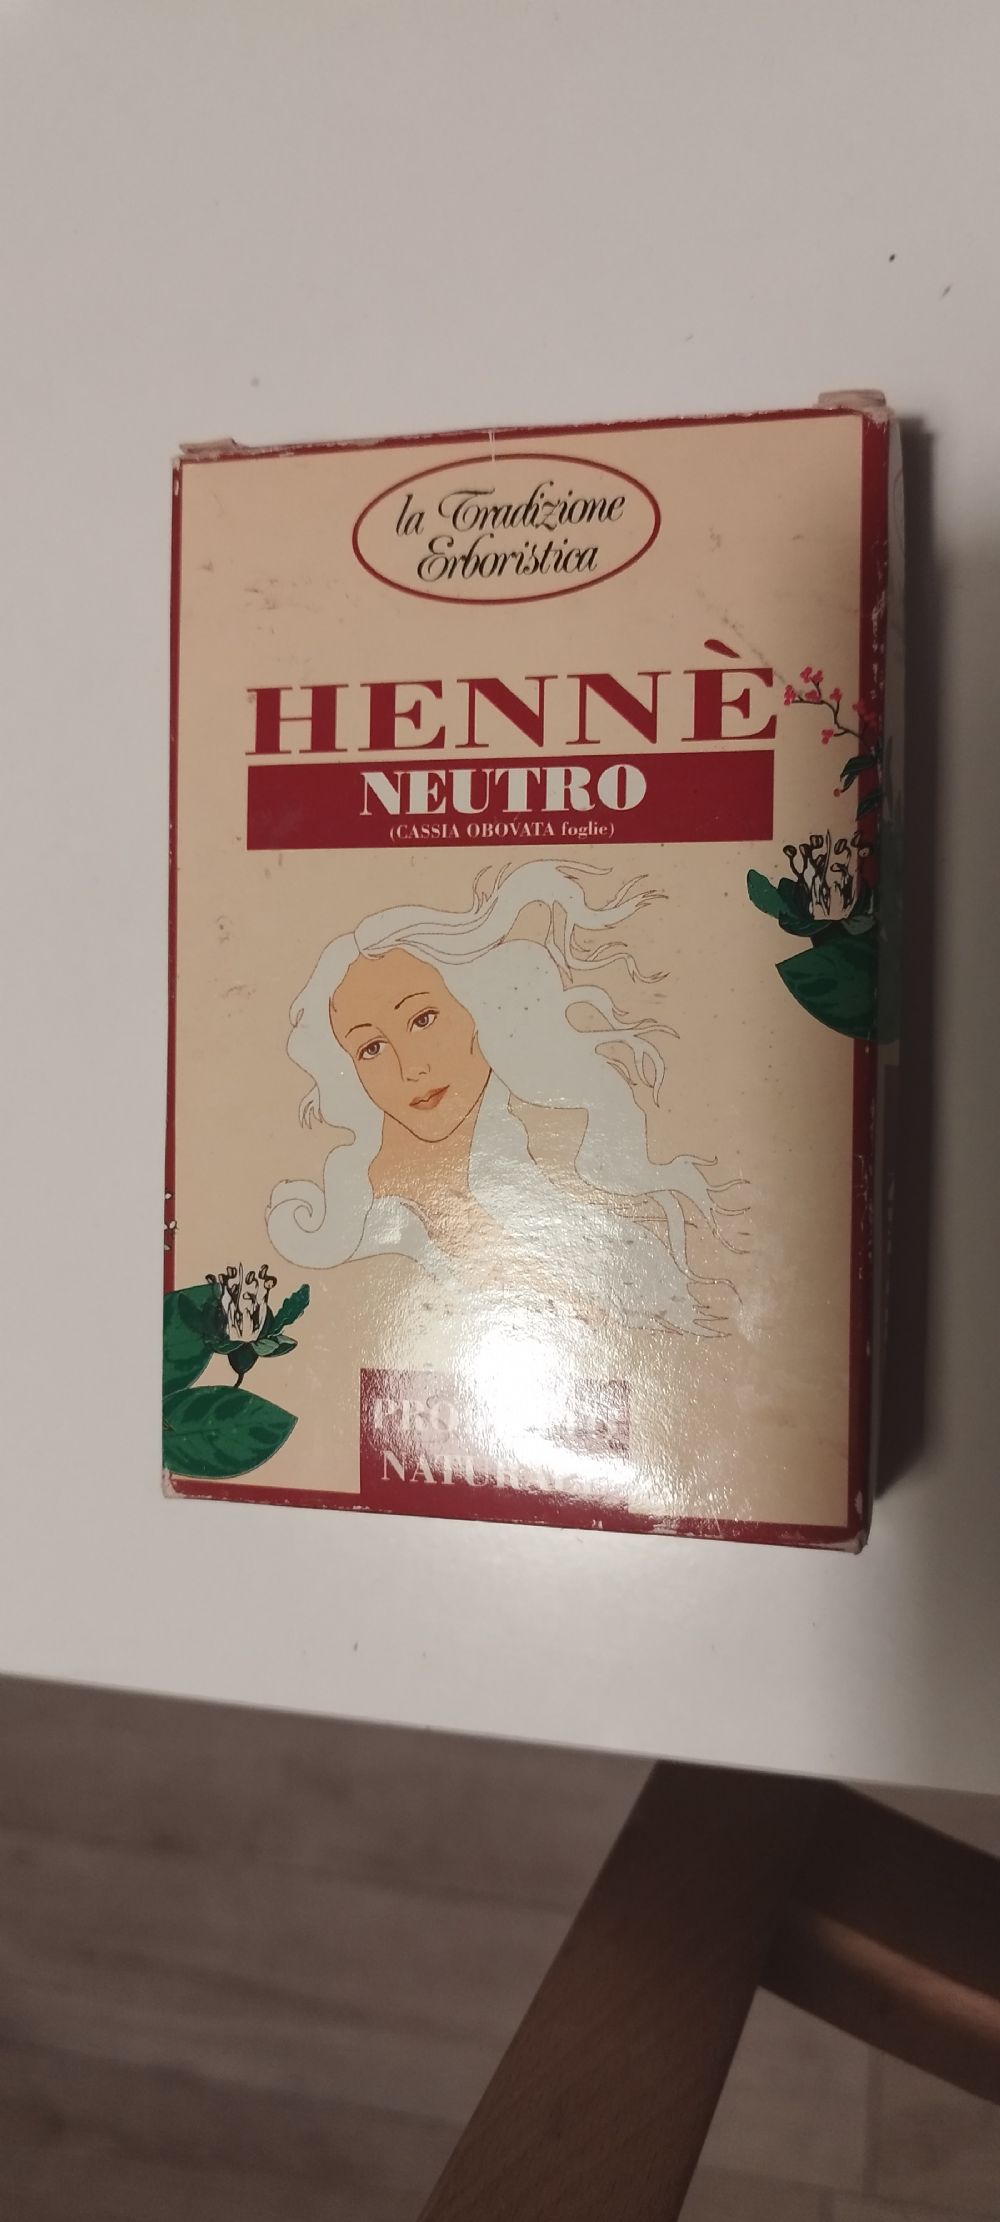 la Tradizione
Erboristica
HENNÈ
NEUTRO
(CASSIA OBOVATA foglie)